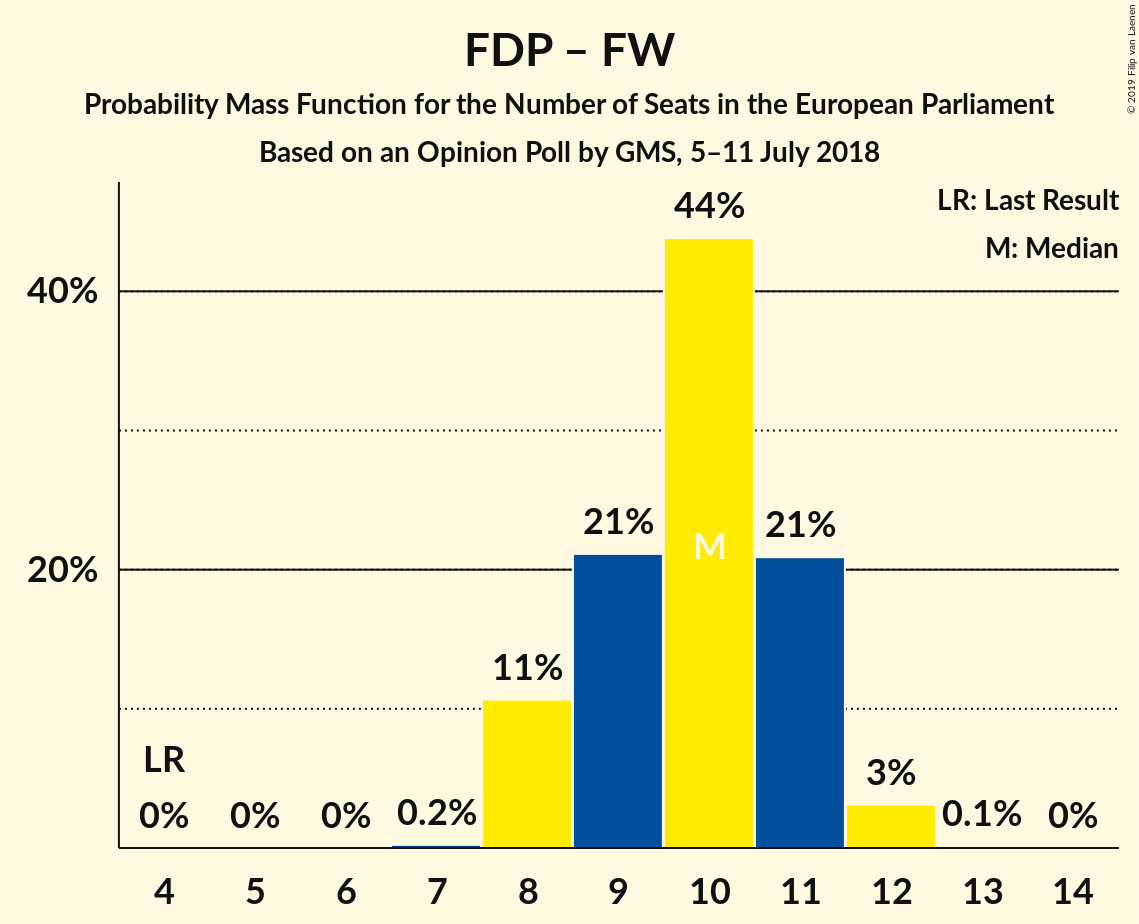 FDP – FW
Probability Mass Function for the Number of Seats in the European Parliament
Based on an Opinion Poll by GMS, 5–11 July 2018
© 2019 Filip van Laenen
LR: Last Result
M: Median
44%
40%
21%
21%
M
20%
11%
LR
3%
0%
0%
0%
0.2%
0.1%
0%
4 5 6 7 8 9 10 11 12 13 14